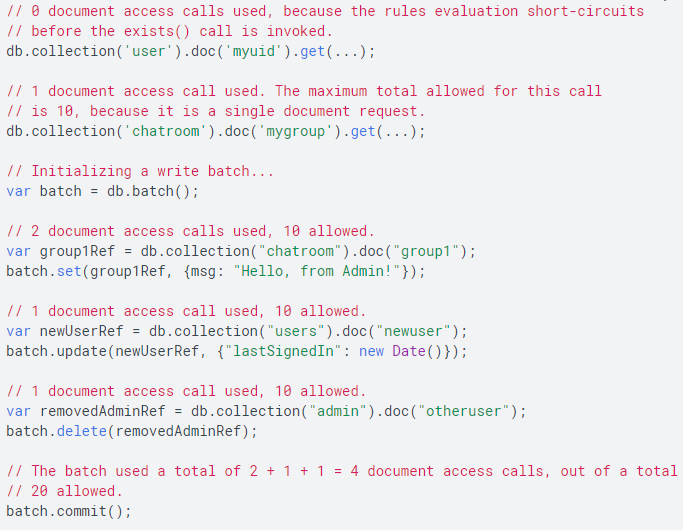 // 0 document access calls used, because the rules evaluation short-circuits
// before the exists() call is invoked.
db.collection('user').doc('myuid').get(...);
// 1 document access call used. The maximum total allowed for this call
// is 10, because it is a single document request.
db.collection('chatroom').doc('mygroup').get(...);
// Initializing a write batch...
var batch = db.batch();
// 2 document access calls used, 10 allowed.
var group1Ref = db.collection("chatroom").doc("group1");
batch.set(group1Ref, {msg: "Hello, from Admin!"});
// 1 document access call used, 10 allowed.
var newUserRef = db.collection("users").doc("newuser");
batch.update(newUserRef, {"lastSignedIn": new Date()});
// 1 document access call used, 10 allowed.
var removedAdminRef = db.collection("admin").doc("otheruser");
batch.delete(removedAdminRef);
// The batch used a total of 2 + 1 + 1 = 4 document access calls, out of a total
// 20 allowed.
batch.commit();